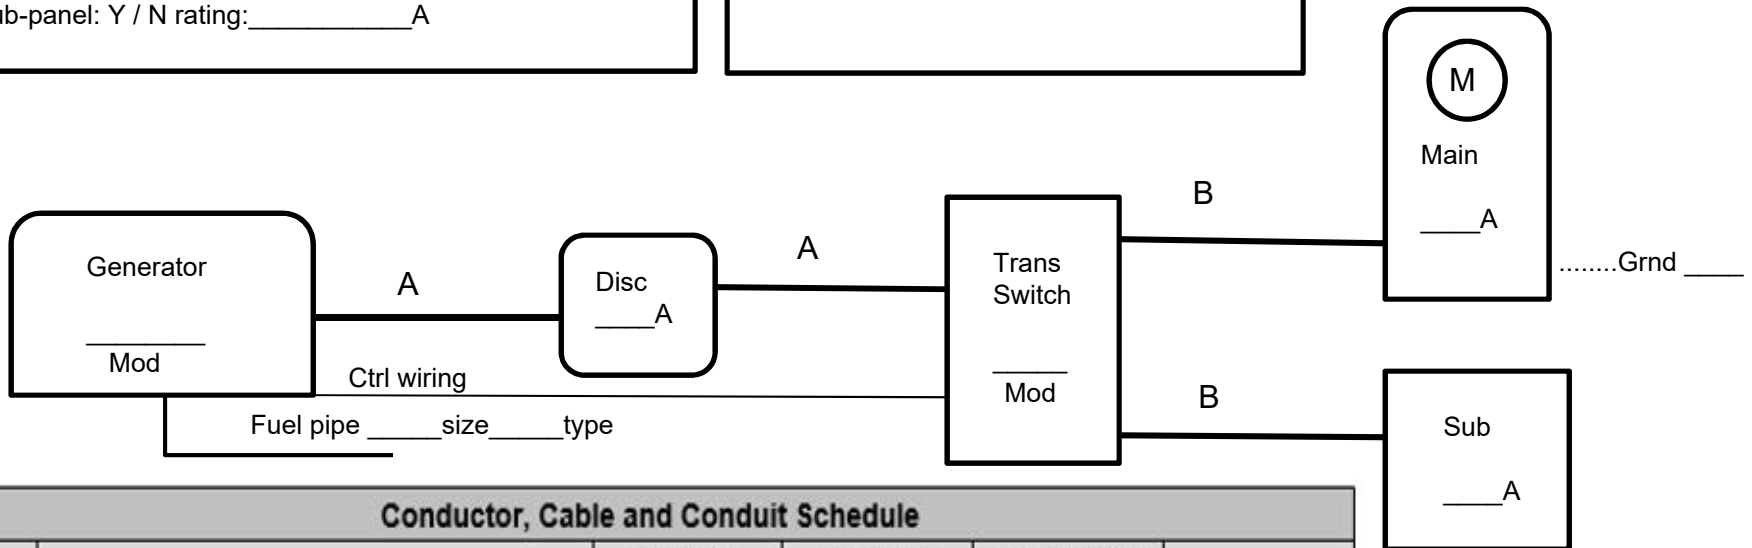 ub-panel: Y / N rating:___________A
M
Main
____A
........Grnd ____
B
Generator
________
Mod
A
Disc
____A
A
Trans
Switch
_____
Mod
Ctrl wiring
Fuel pipe _____size_____type
B
Sub
____A
Conductor, Cable and Conduit Schedule